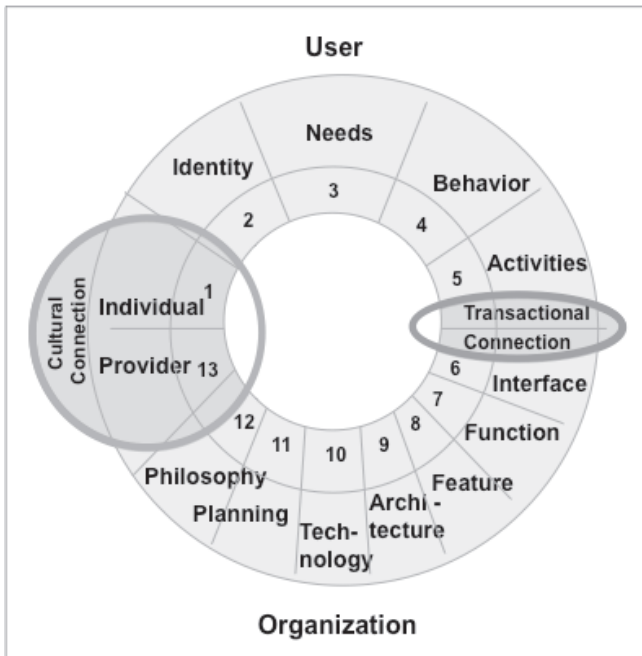 User
Needs
Identity
3
Behavior
2
4
Cultural
Connection
5
Activities
Individual
1
Transactional
Connection
Provider
13
6
Interface
7
12
8
Function
11
10
9
Philosophy
Feature
Planning
Archi -
tecture
Tech-
nology
Organization